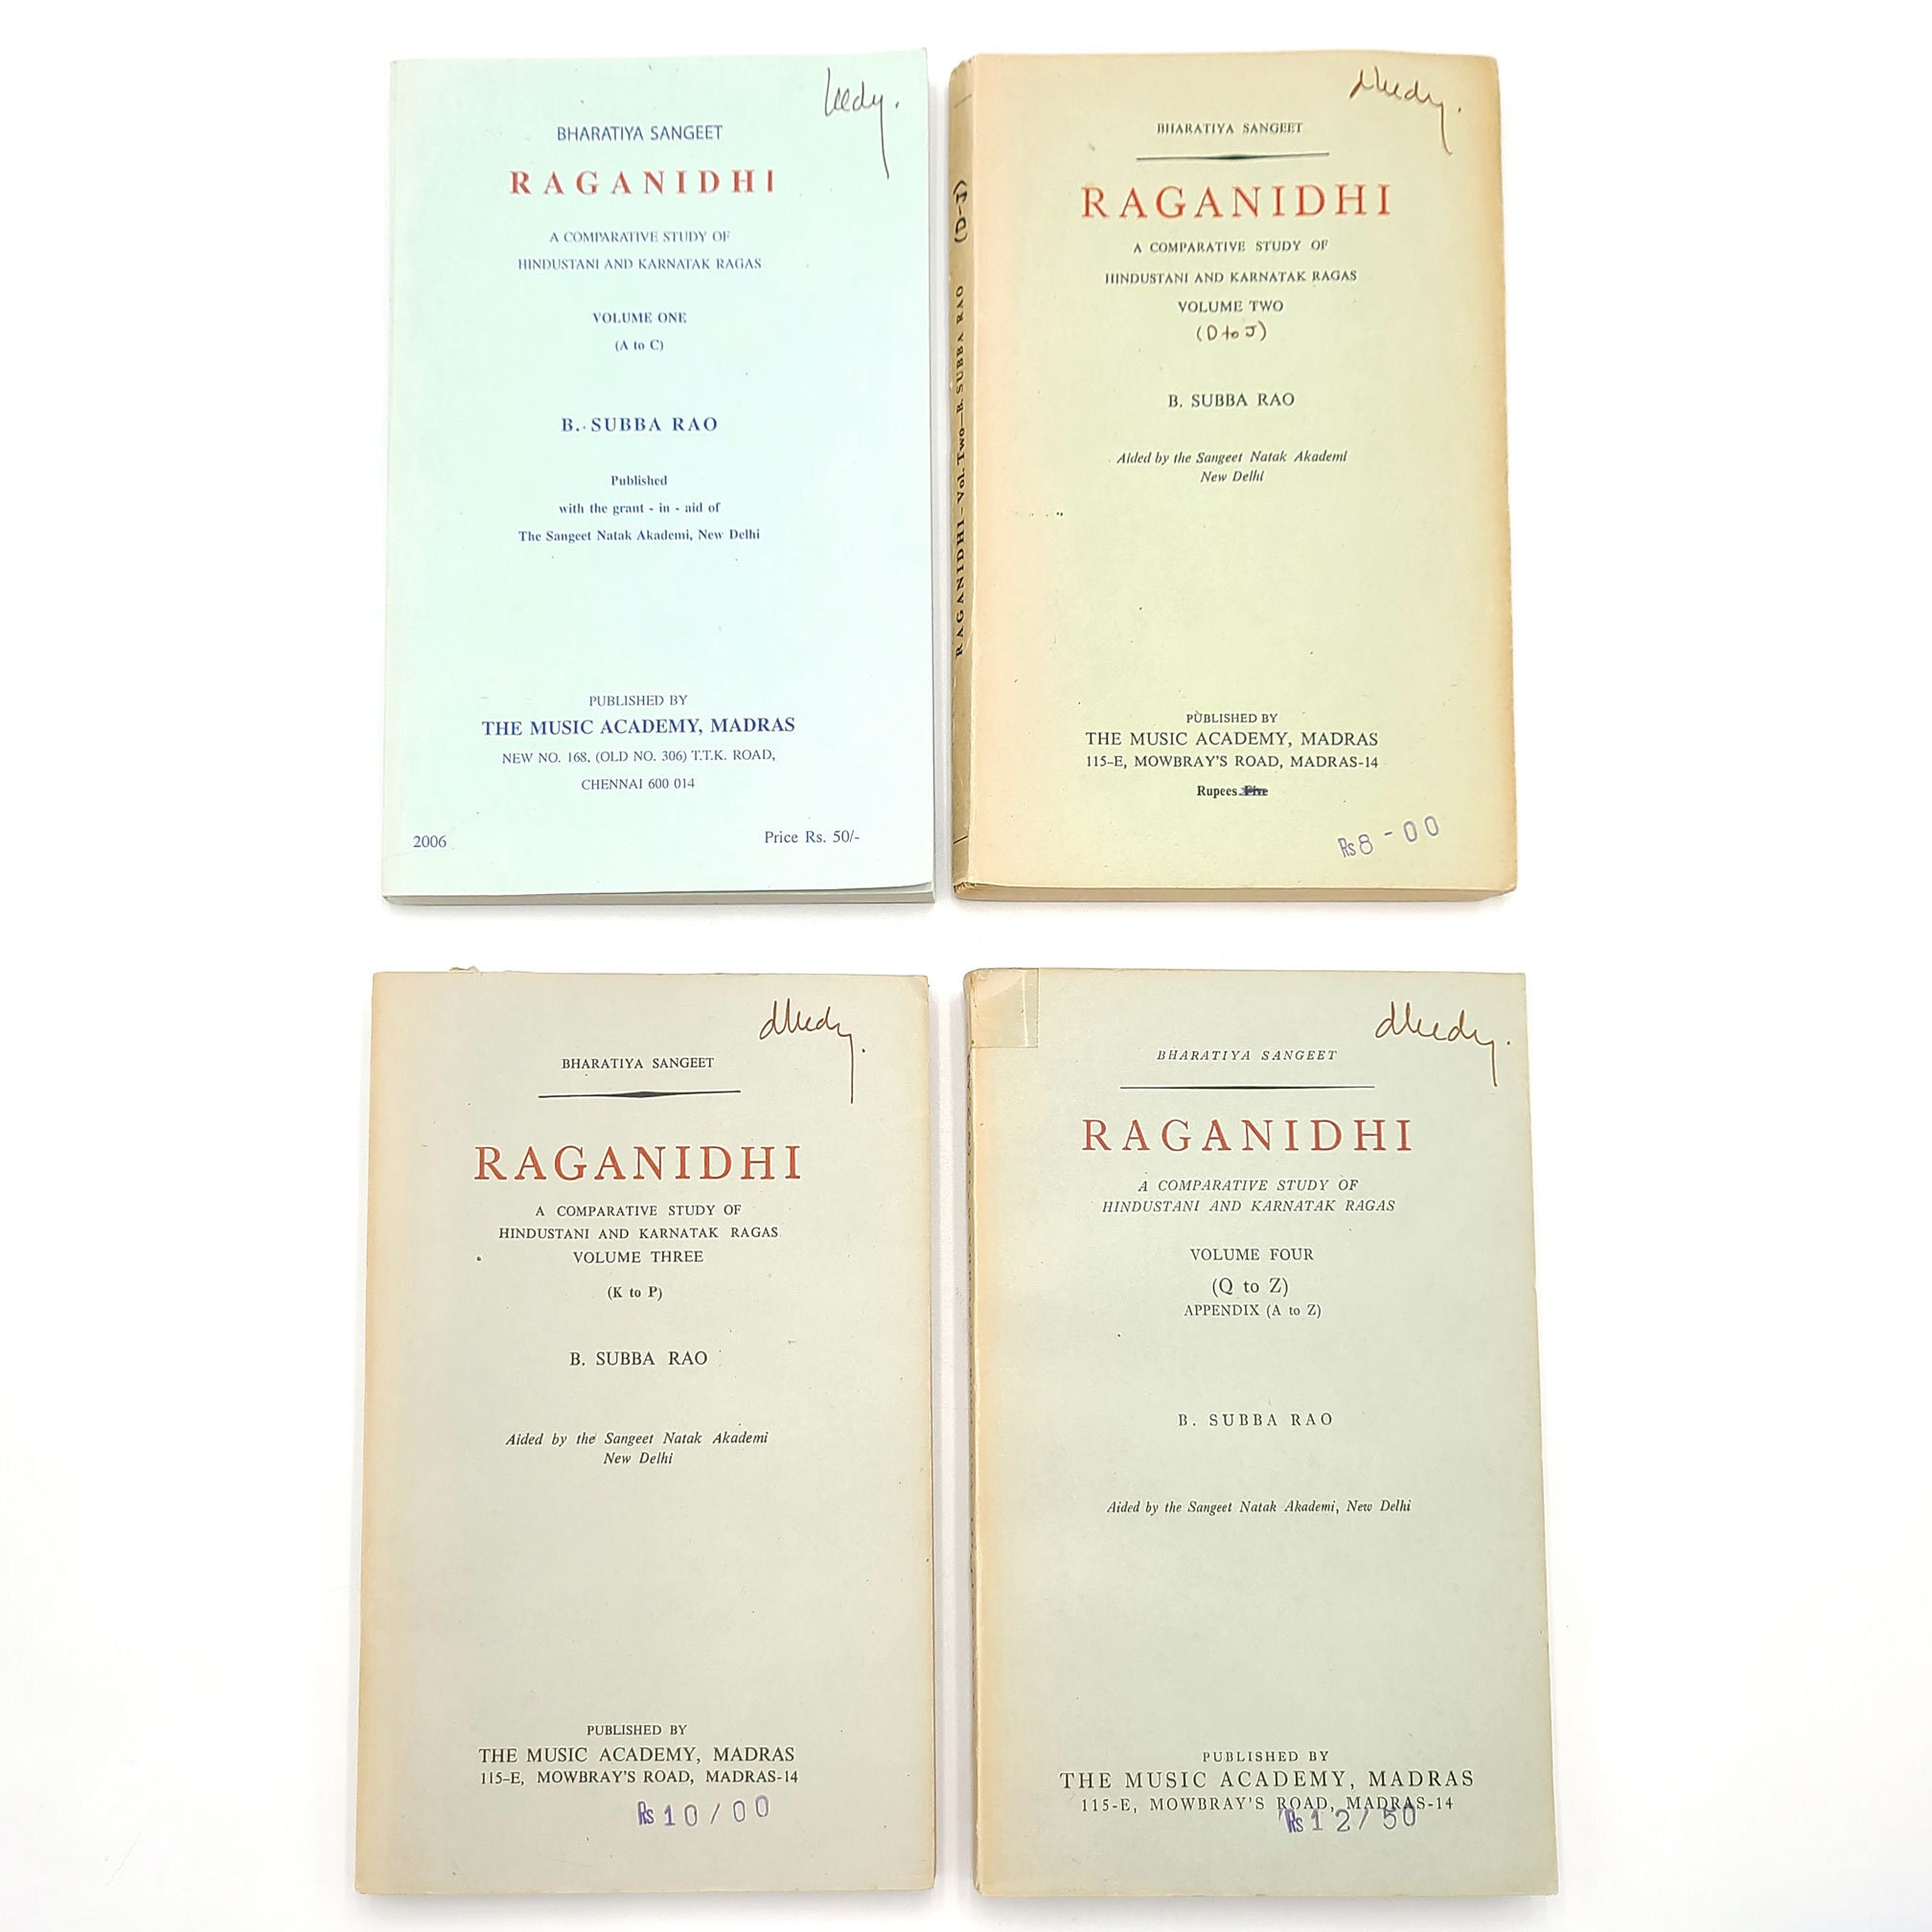 BHARATIYA SANGEET
RAGANIDHI
A COMPARATIVE STUDY OF
HINDUSTANI AND KARNATAK RAGAS
VOLUME ONE
(A to C)
B. SUBBA RAO
Published
with the grant - in - aid of
The Sangeet Natak Akademi, New Delhi
PUBLISHED BY
THE MUSIC ACADEMY, MADRAS
NEW NO. 168, (OLD NO. 306) T.T.K. ROAD,
CHENNAI 600 014
2006
Price Rs. 50/-
RAGANIDHI-Vol. Two-B. SUBBA RAO (D-J)
BHARATIYA SANGEET
RAGANIDHI
A COMPARATIVE STUDY OF
HINDUSTANI AND KARNATAK RAGAS
VOLUME TWO
(D to J)
B. SUBBA RAO
Aided by the Sangeet Natak Akademi
New Delhi
PUBLISHED BY
THE MUSIC ACADEMY, MADRAS
115-E, MOWBRAY'S ROAD, MADRAS-14
Rupees Five
Rs 8-00
BHARATIYA SANGEET
RAGANIDHI
A COMPARATIVE STUDY OF
HINDUSTANI AND KARNATAK RAGAS
VOLUME THREE
(K to P)
B. SUBBA RAO
Aided by the Sangeet Natak Akademi
New Delhi
PUBLISHED BY
THE MUSIC ACADEMY, MADRAS
115-E, MOWBRAY'S ROAD, MADRAS-14
Rs 10/00
BHARATIYA SANGEET
RAGANIDHI
A COMPARATIVE STUDY OF
HINDUSTANI AND KARNATAK RAGAS
VOLUME FOUR
(Q to Z)
APPENDIX (A to Z)
B. SUBBA RAO
Aided by the Sangeet Natak Akademi, New Delhi
PUBLISHED BY
THE MUSIC ACADEMY, MADRAS
115-E, MOWBRAY'S ROAD, MADRAS-14
Rs 12/50